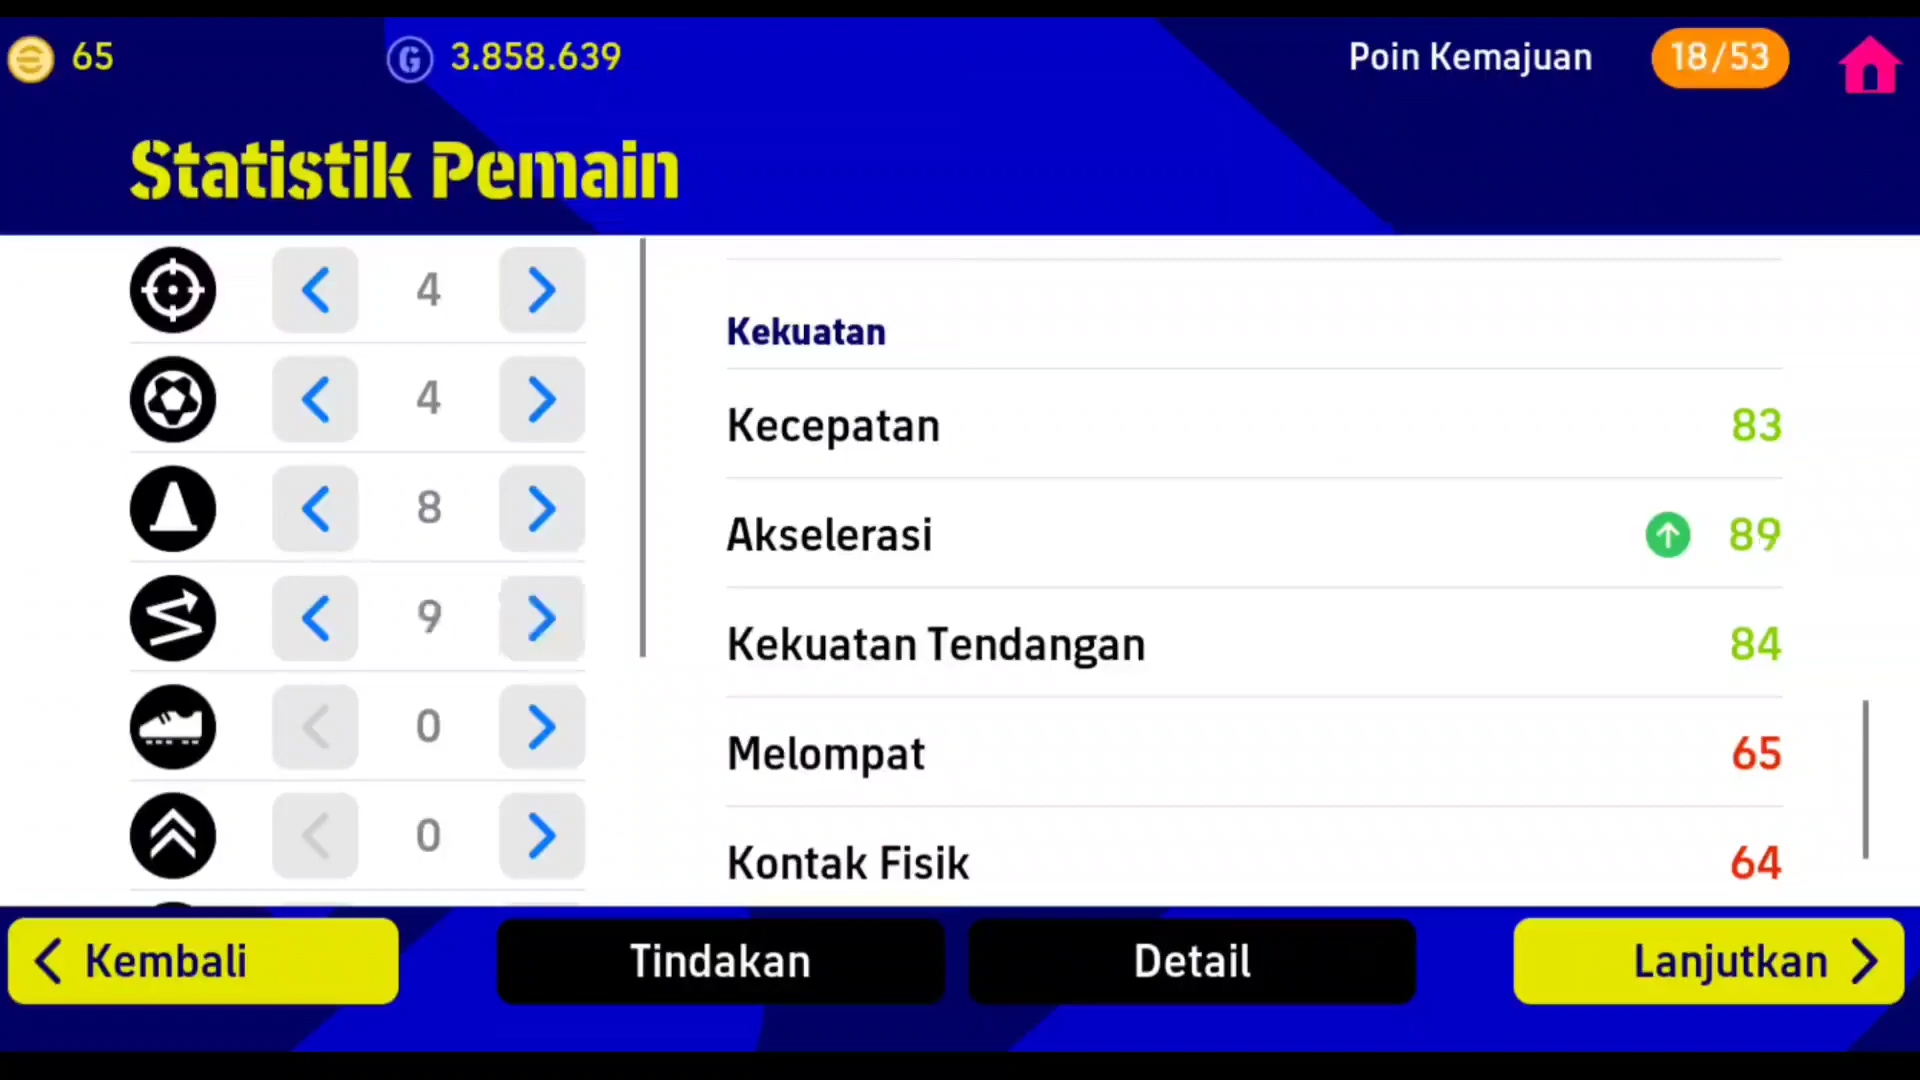 65
3.858.639
Poin Kemajuan
18/53
Statistik Pemain
4
4
8
9
0
0
Kekuatan
Kecepatan 83
Akselerasi 89
Kekuatan Tendangan 84
Melompat 65
Kontak Fisik 64
Kembali
Tindakan
Detail
Lanjutkan